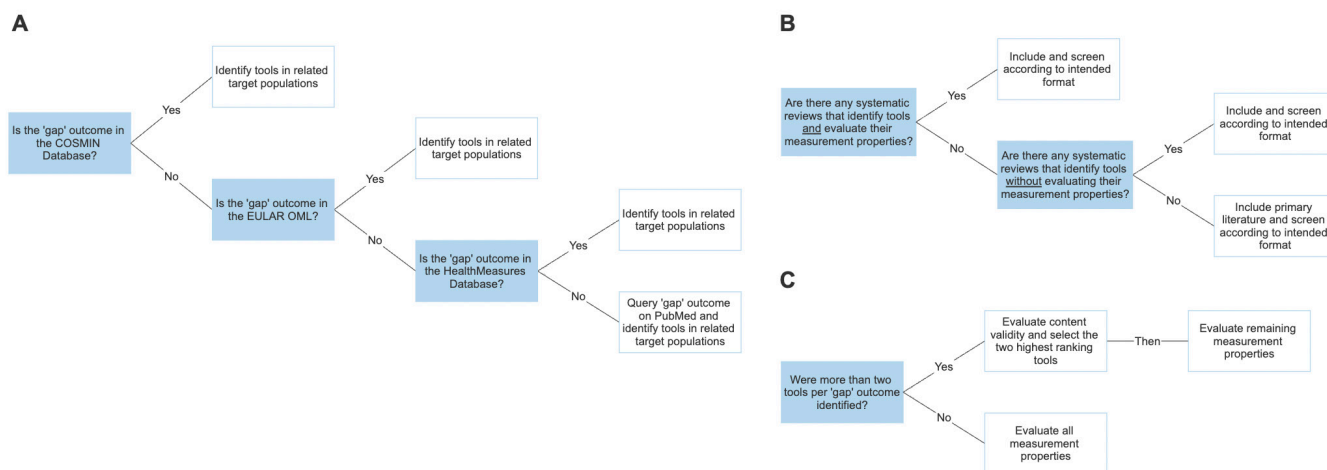 A
Is the 'gap' outcome in
the COSMIN
Database?
Yes
No
Identify tools in related
target populations
Is the 'gap' outcome in
the EULAR OML?
Yes
No
Identify tools in related
target populations
Is the 'gap' outcome in
the HealthMeasures
Database?
Yes
No
Identify tools in related
target populations
Query 'gap' outcome
on PubMed and
identify tools in related
target populations
B
Are there any systematic
reviews that identify tools
and evaluate their
measurement properties?
Yes
No
Include and screen
according to intended
format
Are there any systematic
reviews that identify tools
without evaluating their
measurement properties?
Yes
No
Include and screen
according to intended
format
Include primary
literature and screen
according to intended
format
C
Were more than two
tools per 'gap' outcome
identified?
Yes
No
Evaluate content
validity and select the
two highest ranking
tools
Then
Evaluate remaining
measurement
properties
Evaluate all
measurement
properties